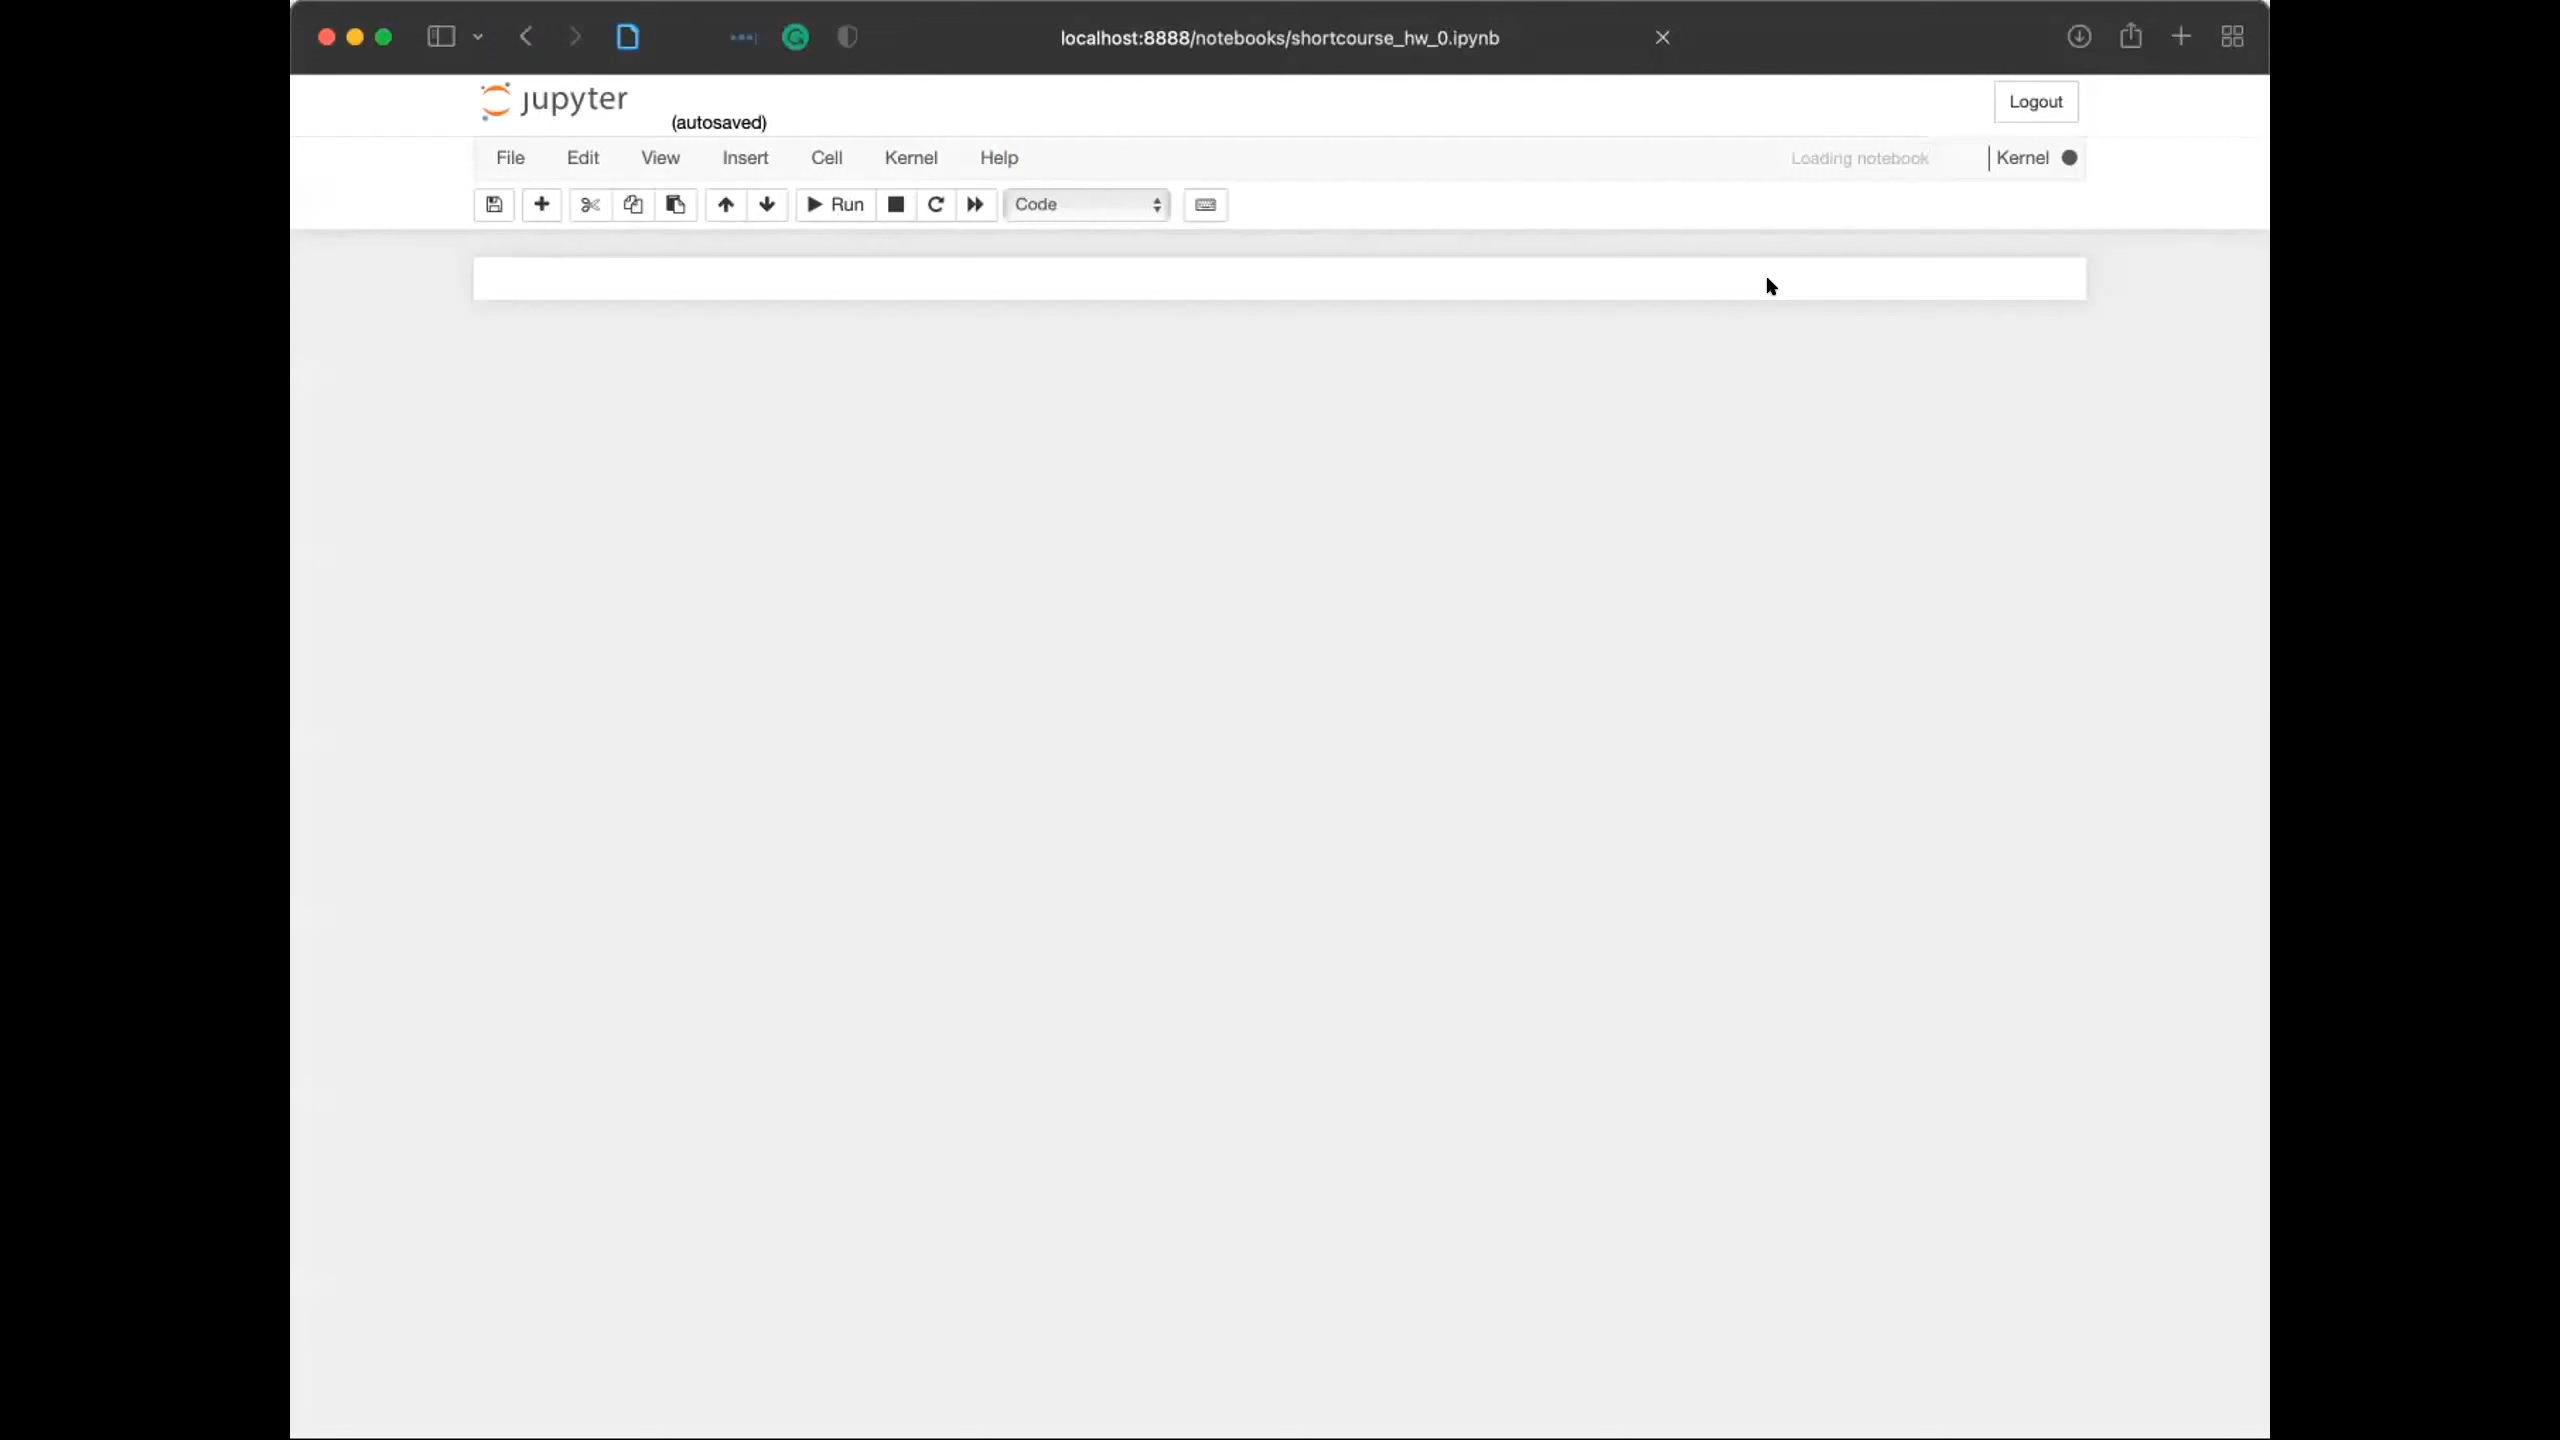 localhost:8888/notebooks/shortcourse_hw_0.ipynb
jupyter
(autosaved)
Logout
File Edit View Insert Cell Kernel Help Loading notebook Kernel
Run Code